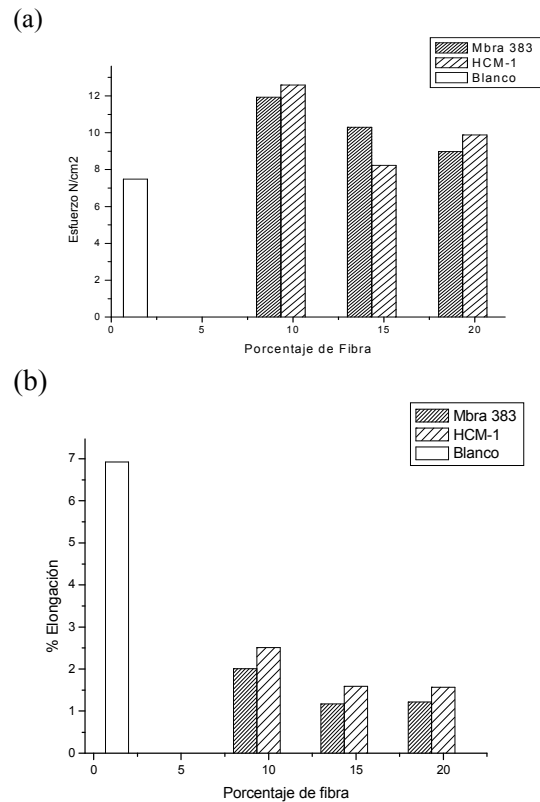 (a)
Mbra 383
HCM-1
Blanco
12
10
8
6
4
2
0
Esfuerzo N/cm2
0 5 10 15 20
Porcentaje de Fibra
(b)
Mbra 383
HCM-1
Blanco
7
6
5
4
3
2
1
0
% Elongación
0 5 10 15 20
Porcentaje de fibra